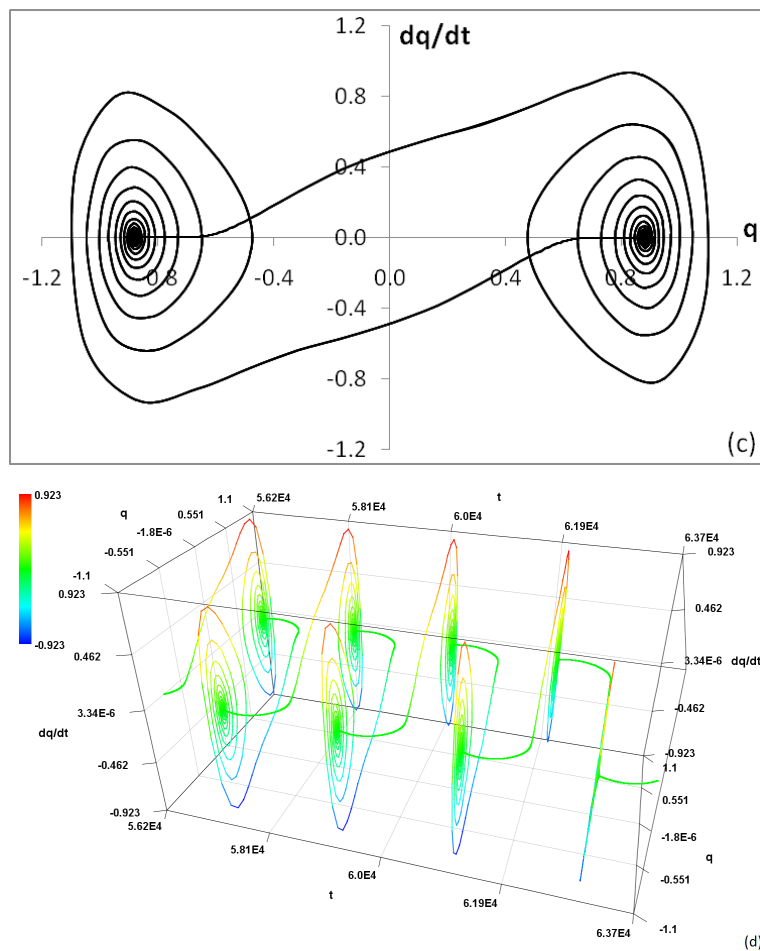 1.2
dq/dt
0.8
0.4
0.0
q
-1.2
0.8
-0.4
0.0
0.4
0.8
1.2
-0.4
-0.8
-1.2
(c)
0.923
-0.923
q
1.1
0.551
-1.8E-6
-0.551
-1.1
5.62E4
5.81E4
t
6.0E4
6.19E4
6.37E4
0.923
0.462
3.34E-6
dq/dt
-0.462
-0.923
0.923
0.462
3.34E-6
dq/dt
-0.462
-0.923
1.1
0.551
-1.8E-6
q
-0.551
-1.1
5.62E4
5.81E4
6.0E4
t
6.19E4
6.37E4
(d)